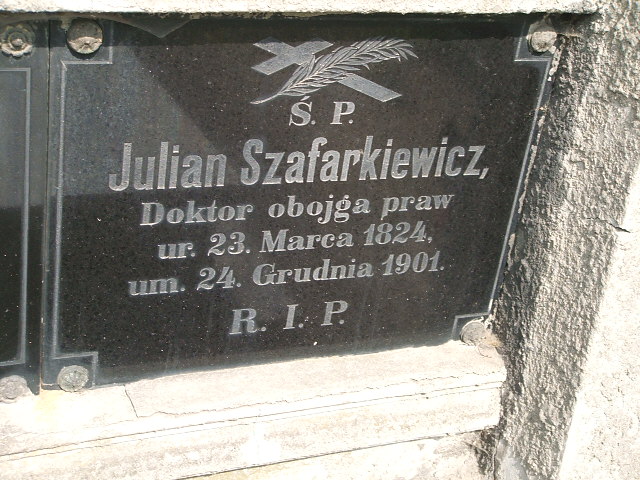 Ś. P.
Julian Szafarkiewicz,
Doktor obojga praw
ur. 23. Marca 1824,
um. 24. Grudnia 1901.
R. I. P.